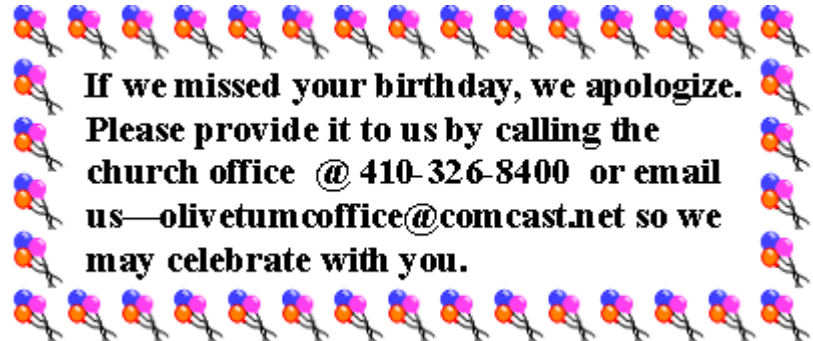 If we missed your birthday, we apologize.
Please provide it to us by calling the
church office @ 410-326-8400 or email
us—olivetumcoffice@comcast.net so we
may celebrate with you.